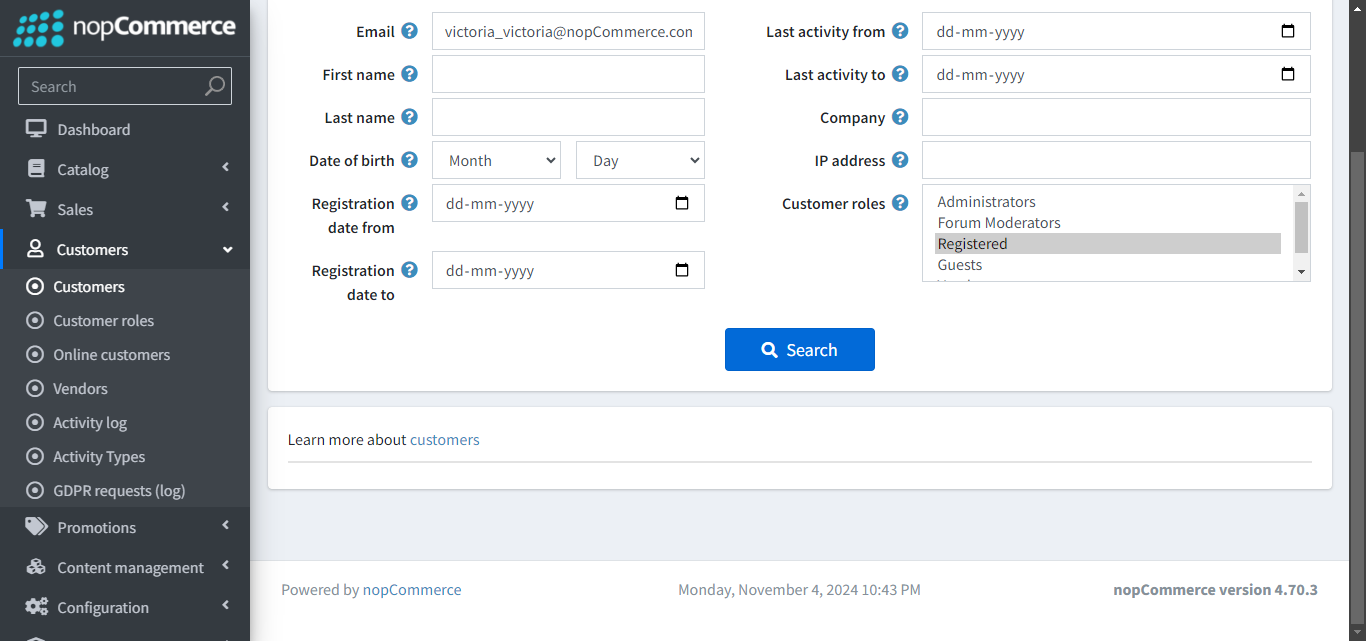 nopCommerce
Search
Dashboard
Catalog
Sales
Customers
Customers
Customer roles
Online customers
Vendors
Activity log
Activity Types
GDPR requests (log)
Promotions
Content management
Configuration
Email ? victoria_victoria@nopCommerce.con
First name ?
Last name ?
Date of birth ? Month Day
Registration ? dd-mm-yyyy
date from
Registration ? dd-mm-yyyy
date to
Last activity from ? dd-mm-yyyy
Last activity to ? dd-mm-yyyy
Company ?
IP address ?
Customer roles ? Administrators
Forum Moderators
Registered
Guests
Search
Learn more about customers
Powered by nopCommerce
Monday, November 4, 2024 10:43 PM
nopCommerce version 4.70.3